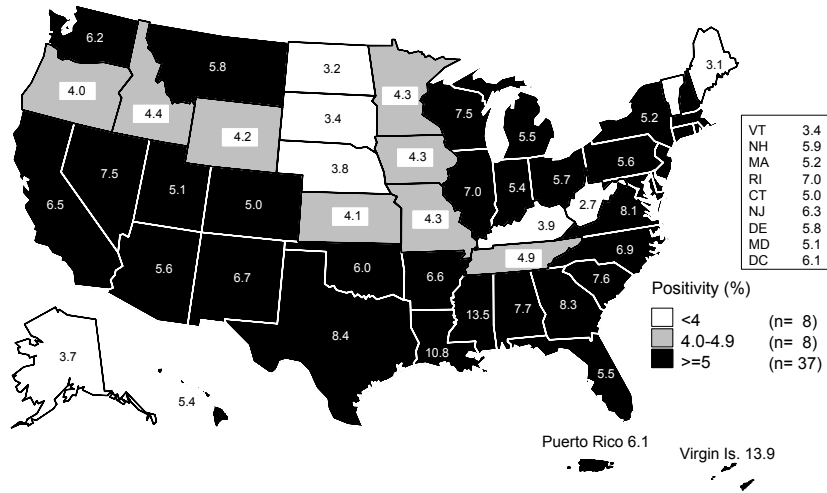 6.2
5.8
3.2
3.1
4.0
4.4
4.3
7.5
5.5
5.2
4.2
3.4
3.8
4.3
5.6
7.5
5.1
5.0
4.1
4.3
7.0
5.4
5.7
2.7
8.1
6.5
3.9
6.9
5.6
6.7
6.0
6.6
4.9
7.6
8.4
10.8
13.5
7.7
8.3
5.5
3.7
5.4
VT 3.4
NH 5.9
MA 5.2
RI 7.0
CT 5.0
NJ 6.3
DE 5.8
MD 5.1
DC 6.1
Positivity (%)
<4 (n= 8)
4.0-4.9 (n= 8)
>=5 (n= 37)
Puerto Rico 6.1
Virgin Is. 13.9